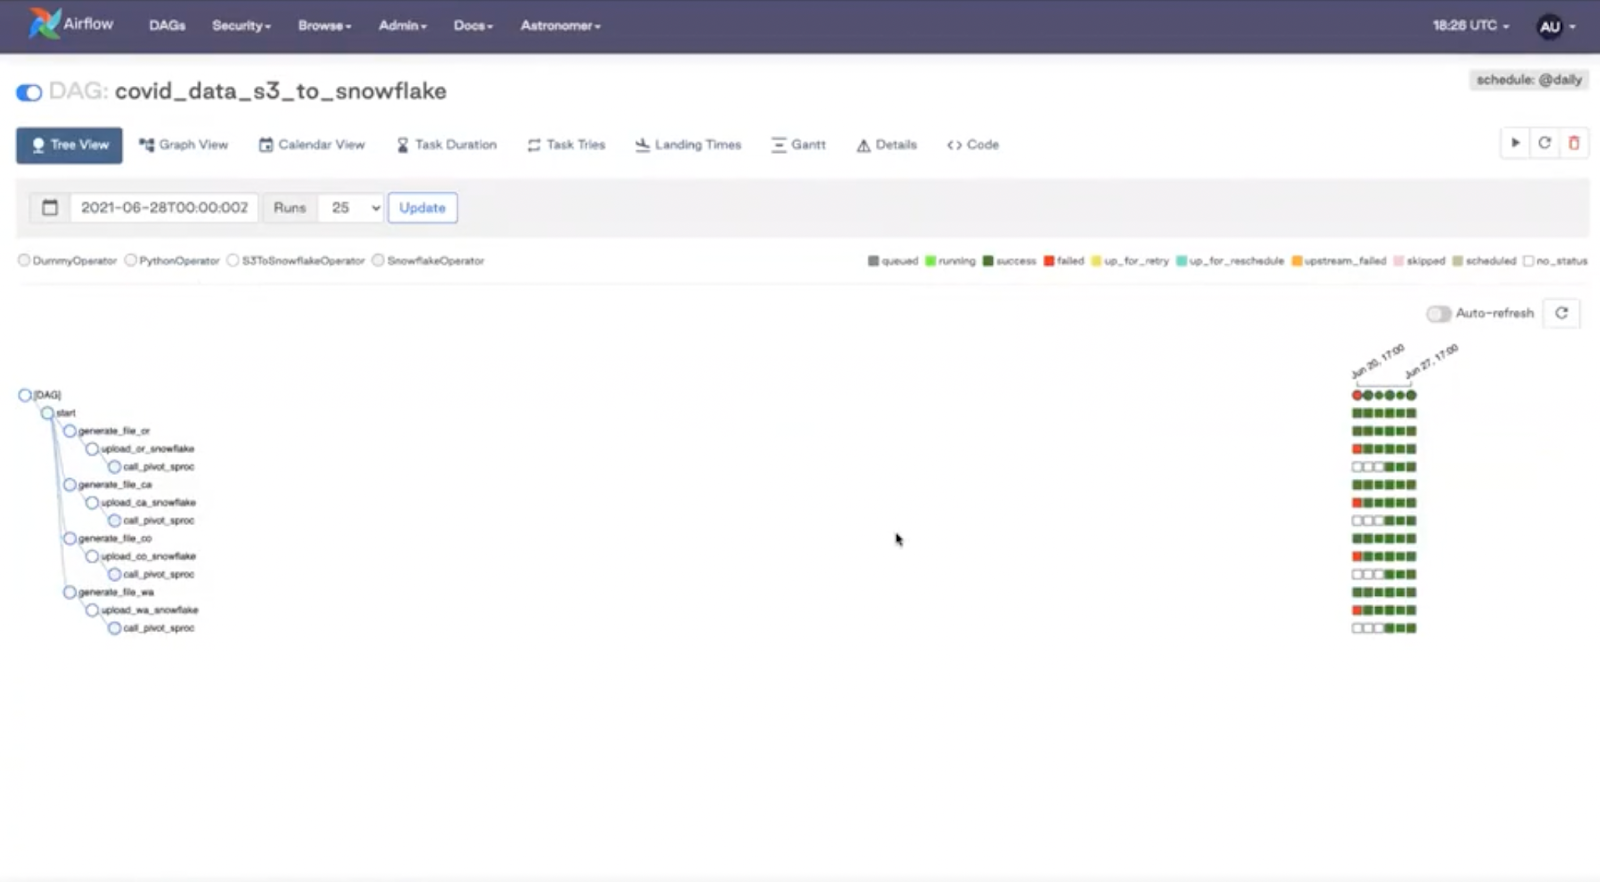 Airflow DAGs Security Browse Admin Docs Astronomer 18:26 UTC AU
DAG: covid_data_s3_to_snowflake schedule: @daily
Tree View Graph View Calendar View Task Duration Task Tries Landing Times Gantt Details <> Code
2021-06-28T00:00:00Z Runs 25 Update
DummyOperator PythonOperator S3ToSnowflakeOperator SnowflakeOperator queued running success failed up_for_retry up_for_reschedule upstream_failed skipped scheduled no_status
Auto-refresh
Jun 20, 17:00 Jun 27, 17:00
[DAG]
start
generate_file_or
upload_or_snowflake
call_pivot_sproc
generate_file_ca
upload_ca_snowflake
call_pivot_sproc
generate_file_co
upload_co_snowflake
call_pivot_sproc
generate_file_wa
upload_wa_snowflake
call_pivot_sproc